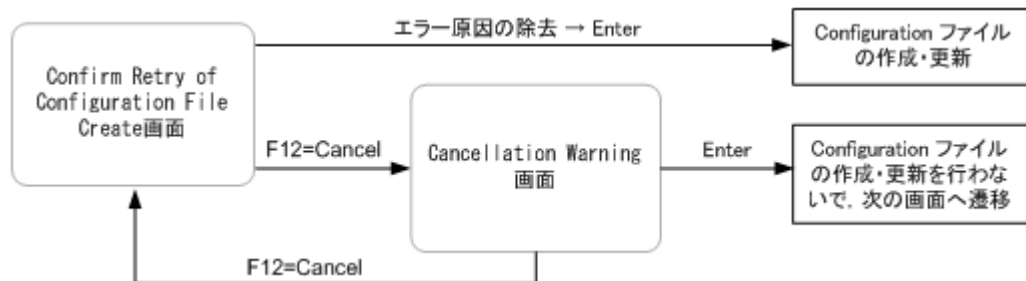 エラー原因の除去 → Enter
Configuration ファイル
の作成・更新
Confirm Retry of
Configuration File
Create画面
F12=Cancel
Cancellation Warning
画面
Enter
Configuration ファイル
の作成・更新を行わな
いで，次の画面へ遷移
F12=Cancel